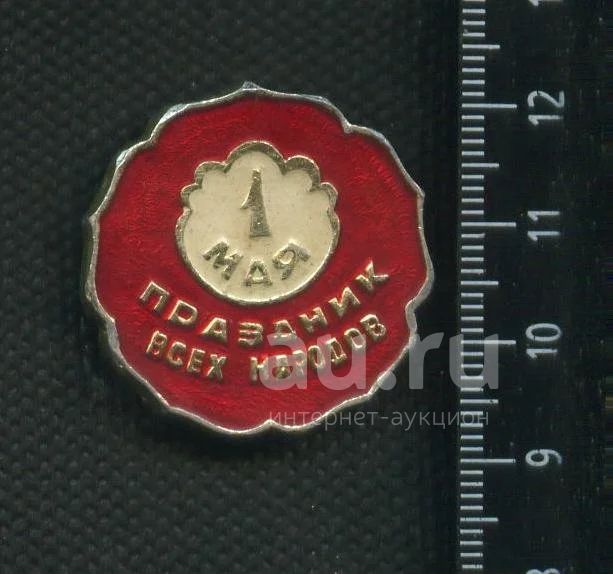 1
МАЯ
ПРАЗДНИК
ВСЕХ НАРОДОВ
au.ru
интернет-аукцион
12
11
10
9